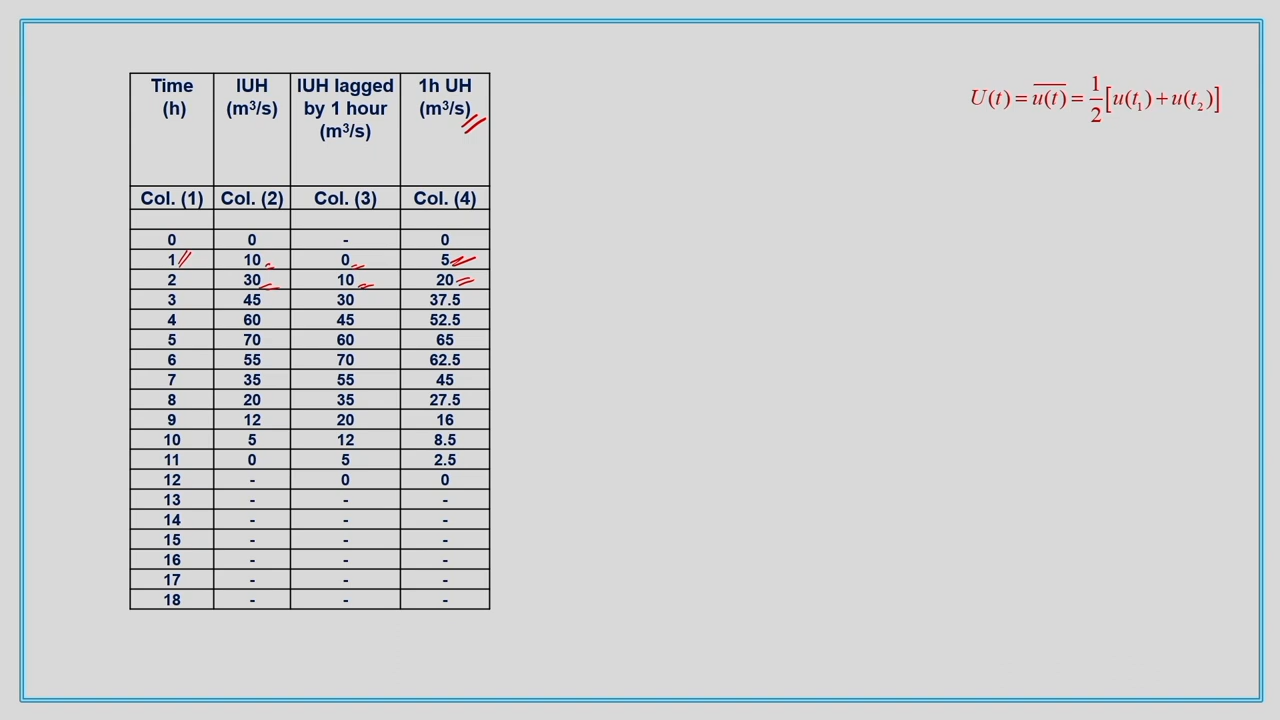 Time (h) | IUH (m³/s) | IUH lagged by 1 hour (m³/s) | 1h UH (m³/s)
Col. (1) | Col. (2) | Col. (3) | Col. (4)
0 | 0 | - | 0
1 | 10 | 0 | 5
2 | 30 | 10 | 20
3 | 45 | 30 | 37.5
4 | 60 | 45 | 52.5
5 | 70 | 60 | 65
6 | 55 | 70 | 62.5
7 | 35 | 55 | 45
8 | 20 | 35 | 27.5
9 | 12 | 20 | 16
10 | 5 | 12 | 8.5
11 | 0 | 5 | 2.5
12 | - | 0 | 0
13 | - | - | -
14 | - | - | -
15 | - | - | -
16 | - | - | -
17 | - | - | -
18 | - | - | -
U(t) = \overline{u(t)} = \frac{1}{2}[u(t₁) + u(t₂)]